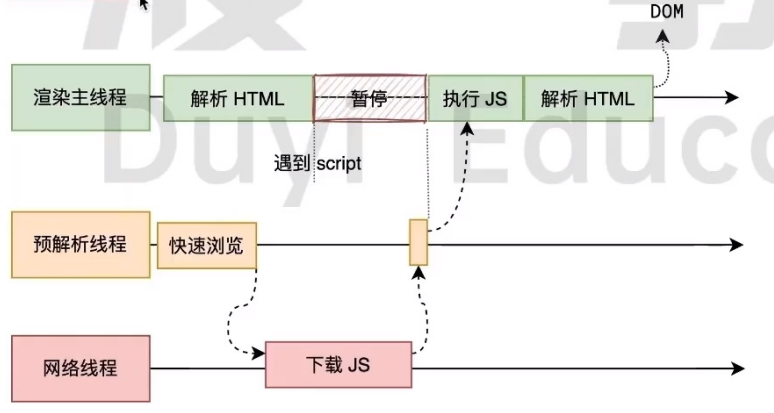 DOM
渲染主线程
解析 HTML
暂停
执行 JS
解析 HTML
遇到 script
Duyi Educ
预解析线程
快速浏览
网络线程
下载 JS